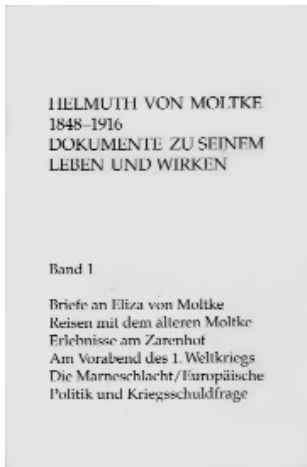 HELMUTH VON MOLTKE
1848–1916
DOKUMENTE ZU SEINEM
LEBEN UND WIRKEN
Band 1
Briefe an Eliza von Moltke
Reisen mit dem älteren Moltke
Erlebnisse am Zarenhof
Am Vorabend des 1. Weltkriegs
Die Marneschlacht/Europäische
Politik und Kriegsschuldfrage